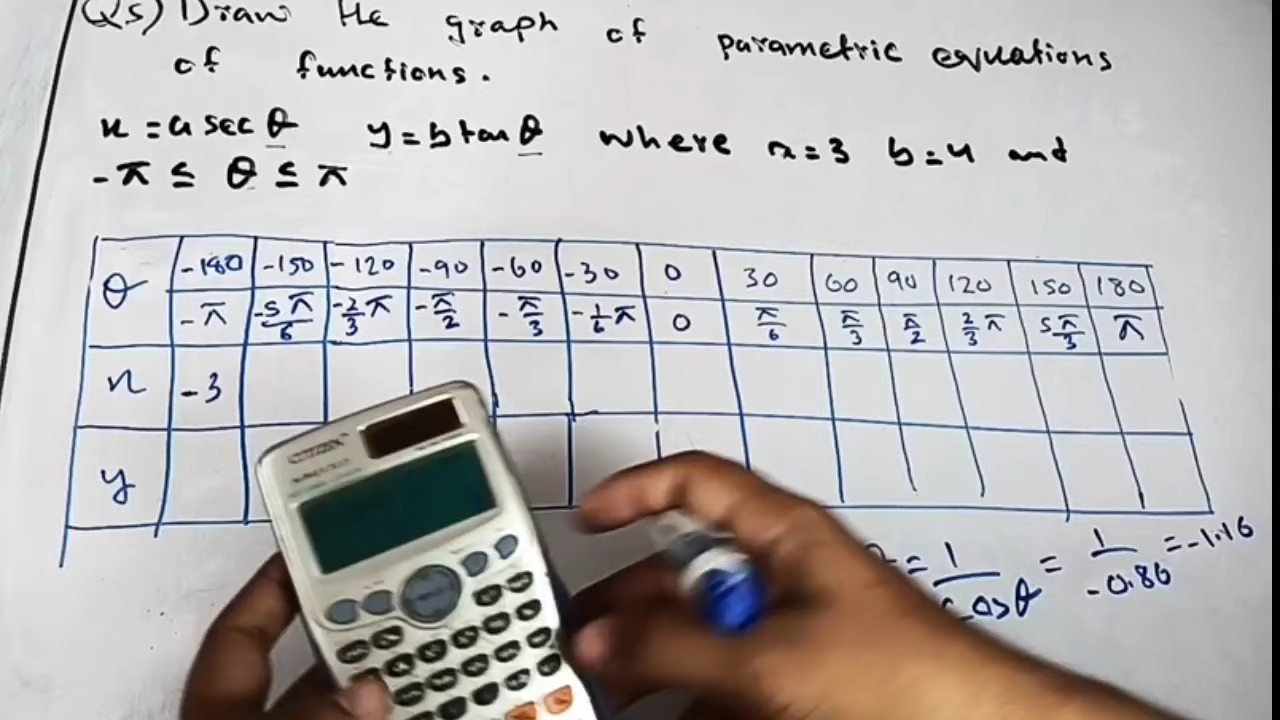 Q5) Draw the graph of parametric equations
of functions.
x = a sec θ y = b tan θ where x = 3 b = 4 and
-π ≤ θ ≤ π
θ -180 -150 -120 -90 -60 -30 0 30 60 90 120 150 180
-π -5π/6 -2/3π -π/2 -π/3 -1/6π 0 π/6 π/3 π/2 2/3π 5π/3 π
x -3
y
= 1/cosθ = 1/-0.86 = -1.16